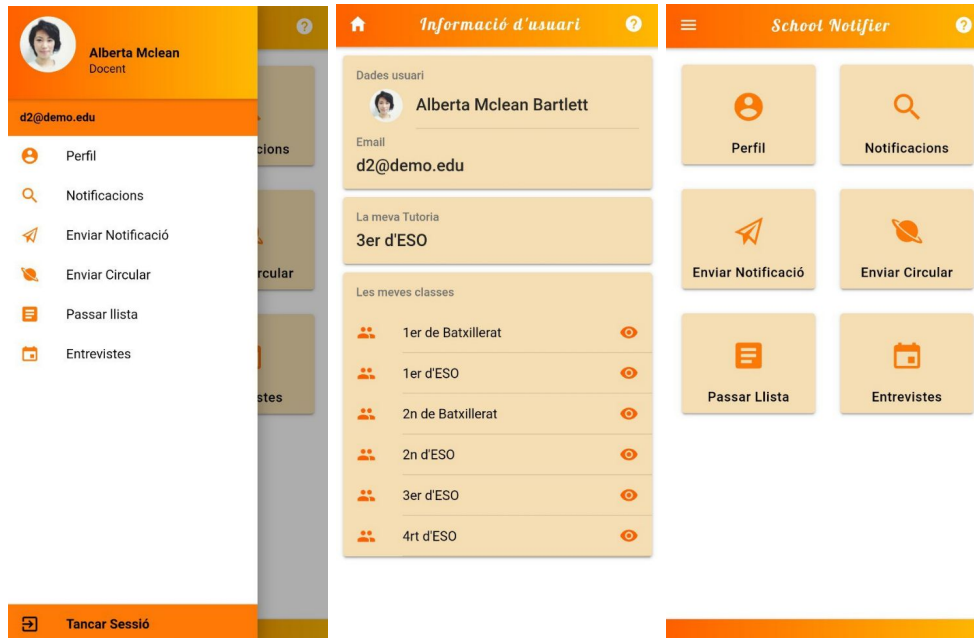 Alberta Mclean
Docent
d2@demo.edu
Perfil
Notificacions
Enviar Notificació
Enviar Circular
Passar llista
Entrevistes
Tancar Sessió
cions
rcular
stes
Informació d'usuari
Dades usuari
Alberta Mclean Bartlett
Email
d2@demo.edu
La meva Tutoria
3er d'ESO
Les meves classes
1er de Batxillerat
1er d'ESO
2n de Batxillerat
2n d'ESO
3er d'ESO
4rt d'ESO
School Notifier
Perfil
Notificacions
Enviar Notificació
Enviar Circular
Passar Llista
Entrevistes